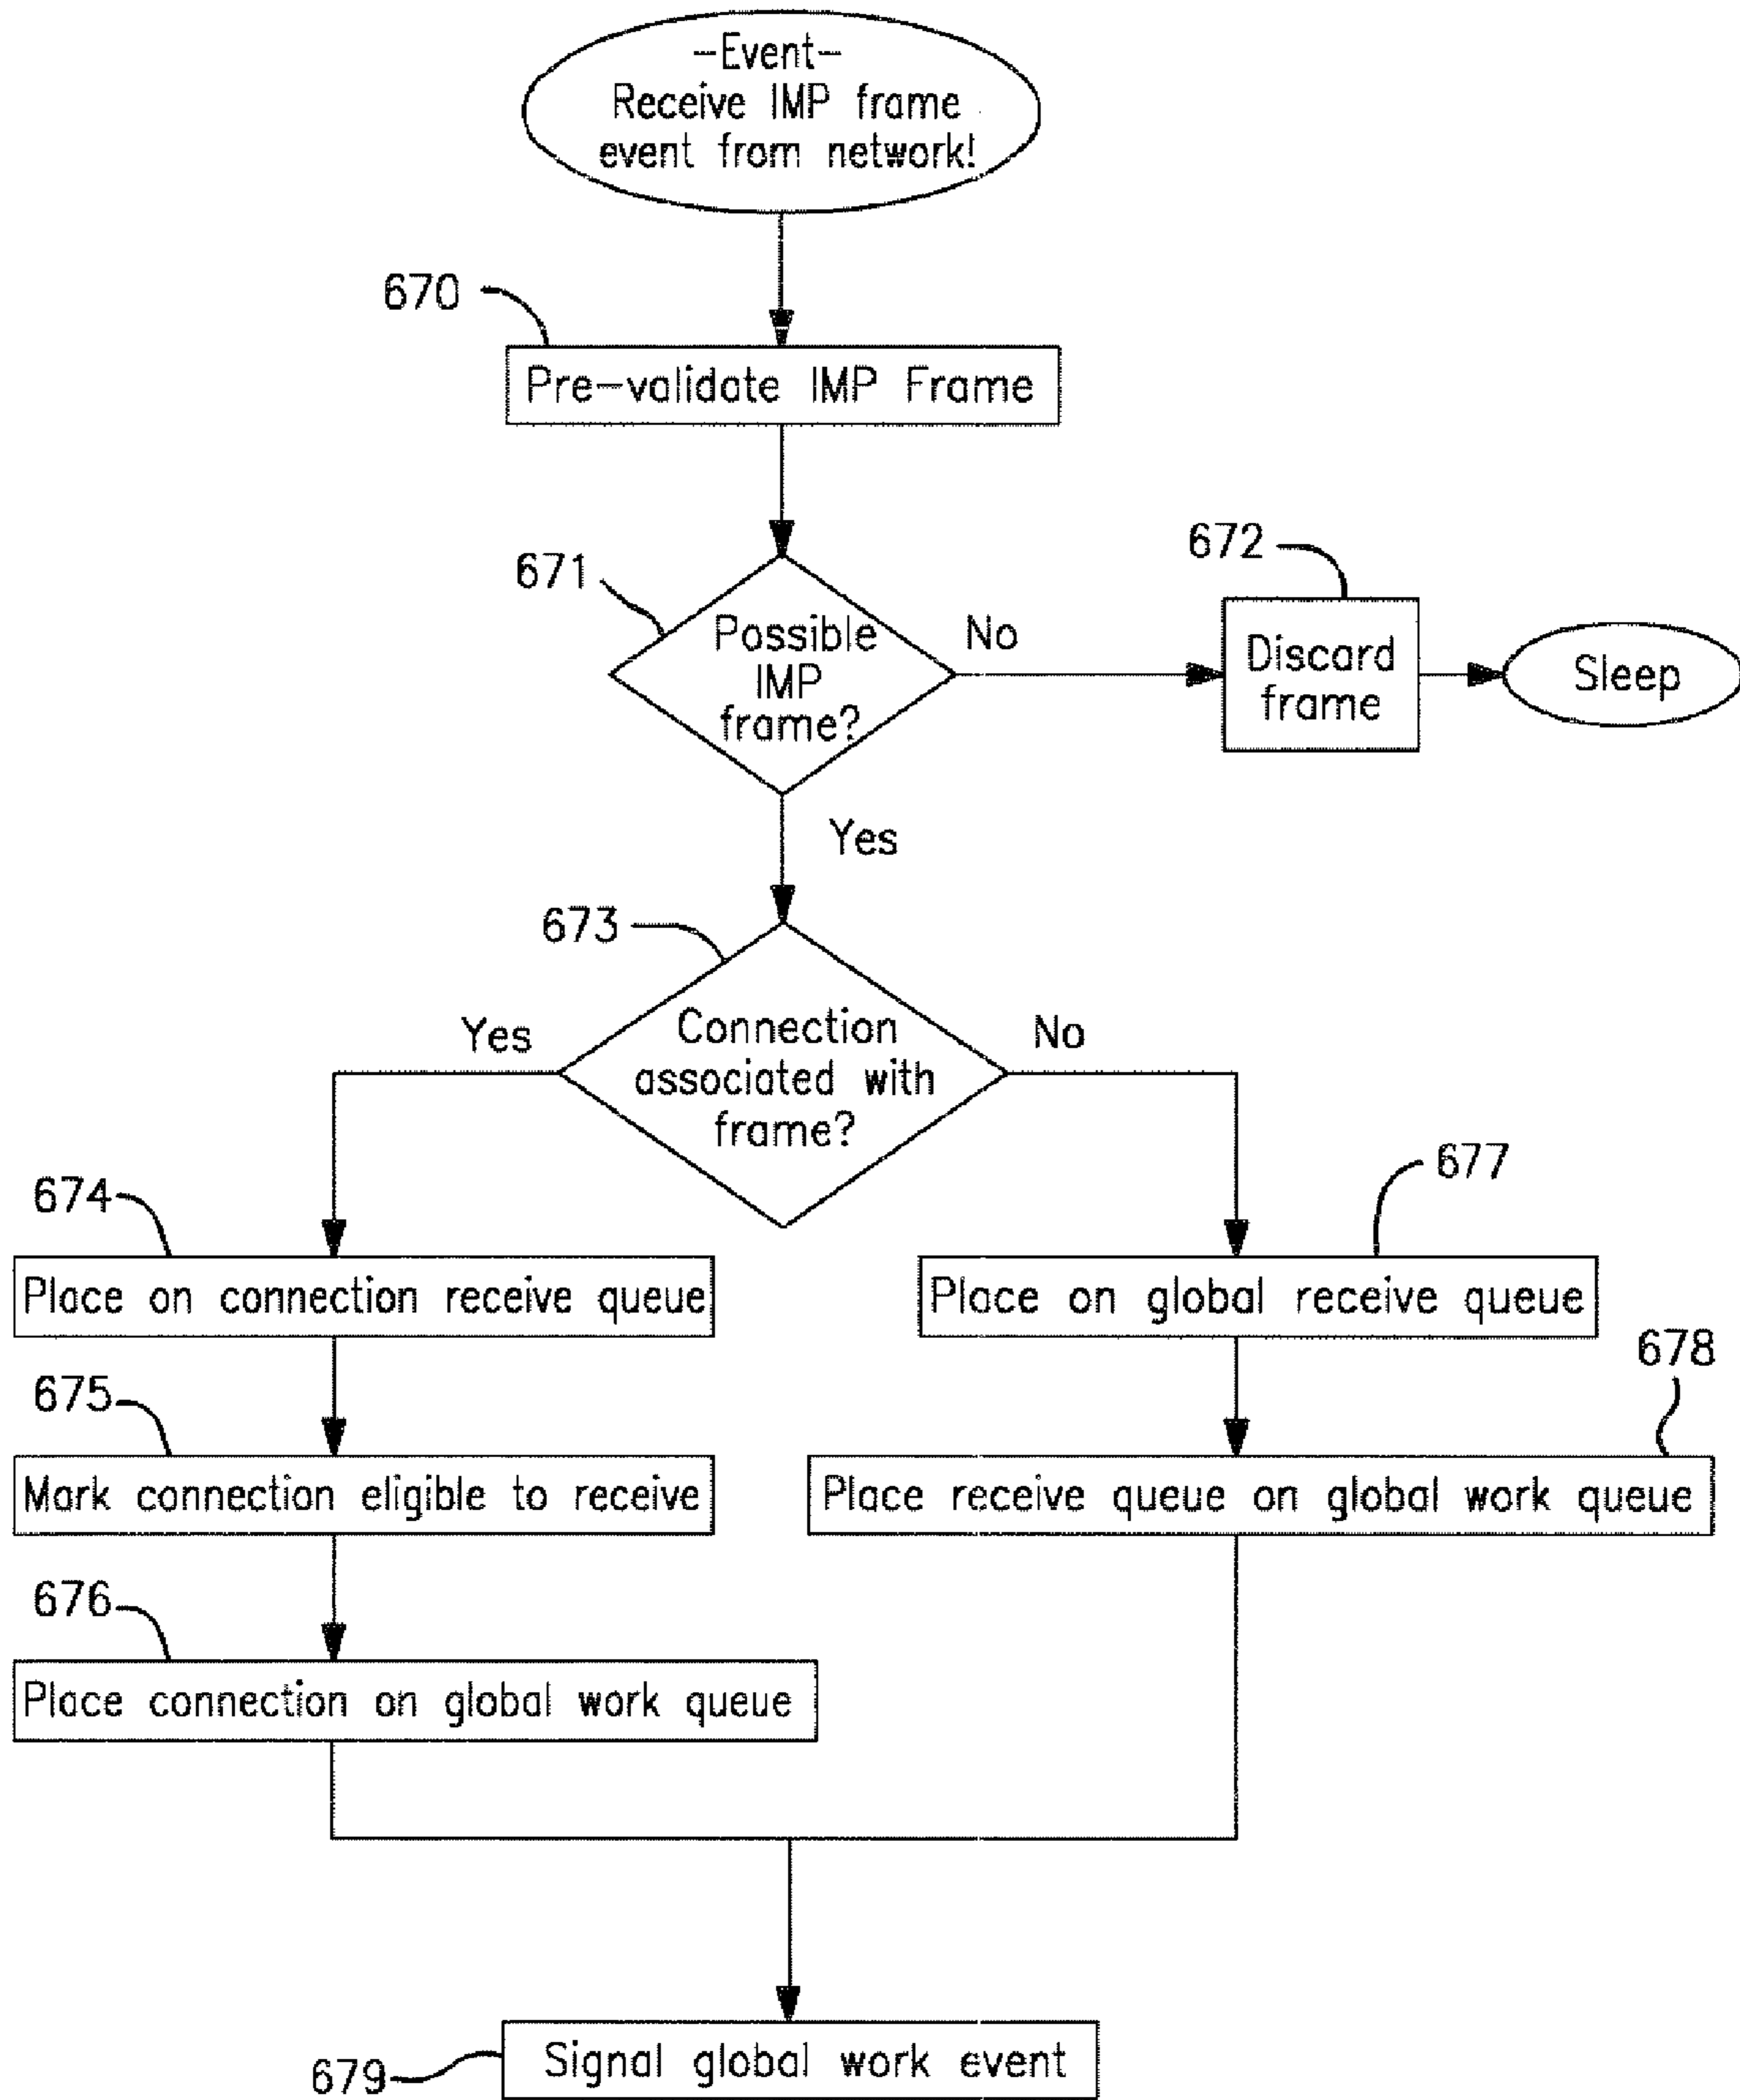 -Event-
Receive IMP frame
event from network!
670
Pre-validate IMP Frame
671
Possible
IMP
frame?
No
672
Discard
frame
Sleep
Yes
673
Connection
associated with
frame?
Yes
No
674
Place on connection receive queue
677
Place on global receive queue
675
Mark connection eligible to receive
678
Place receive queue on global work queue
676
Place connection on global work queue
679
Signal global work event